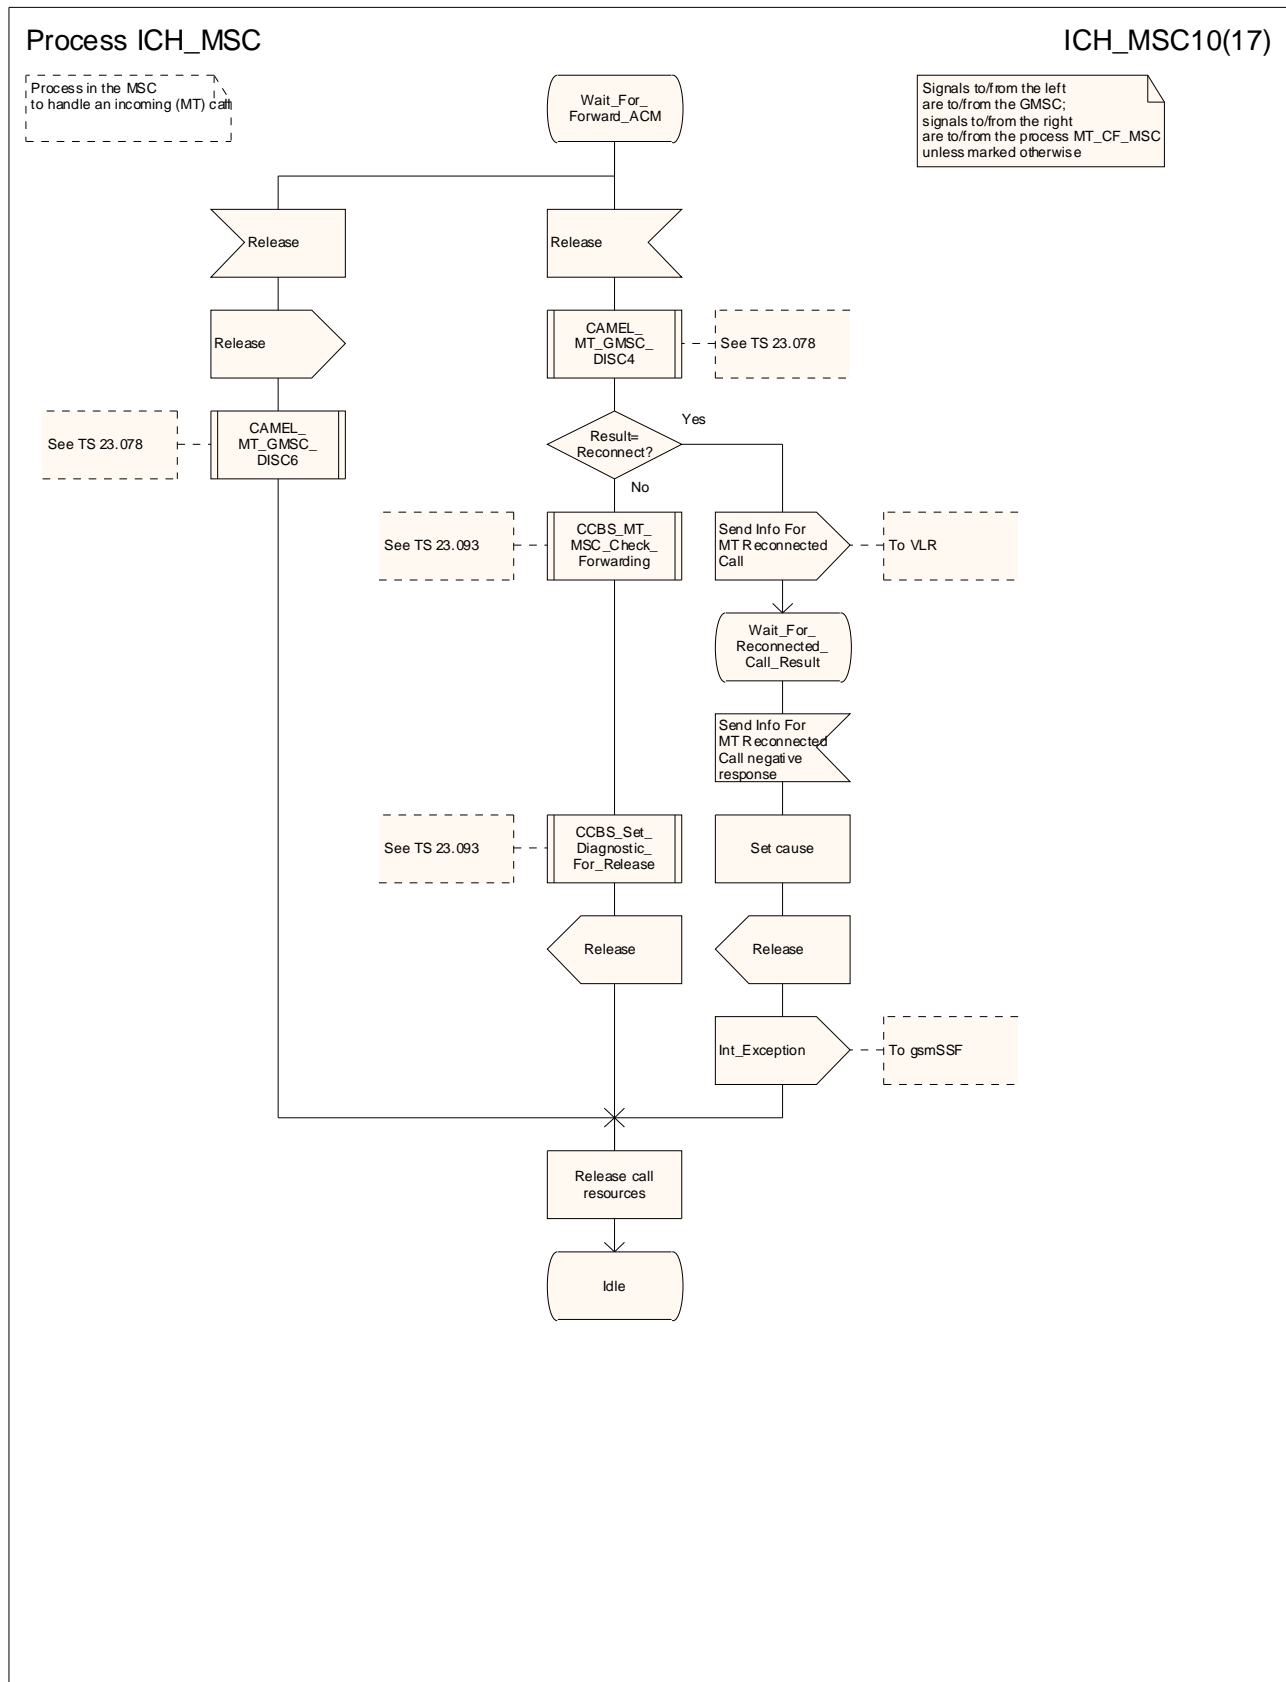 Process ICH_MSC
ICH_MSC10(17)
Process in the MSC
to handle an incoming (MT) call
Signals to/from the left
are to/from the GMSC;
signals to/from the right
are to/from the process MT_CF_MSC
unless marked otherwise
Wait_For_
Forward_ACM
Release
Release
Release
CAMEL_
MT_GMSC_
DISC4
See TS 23.078
See TS 23.078
CAMEL_
MT_GMSC_
DISC6
Result=
Reconnect?
Yes
No
See TS 23.093
CCBS_MT_
MSC_Check_
Forwarding
Send Info For
MT Reconnected
Call
To VLR
Wait_For_
Reconnected_
Call_Result
Send Info For
MT Reconnected
Call negative
response
See TS 23.093
CCBS_Set_
Diagnostic_
For_Release
Set cause
Release
Release
Int_Exception
To gsmSSF
Release call
resources
Idle